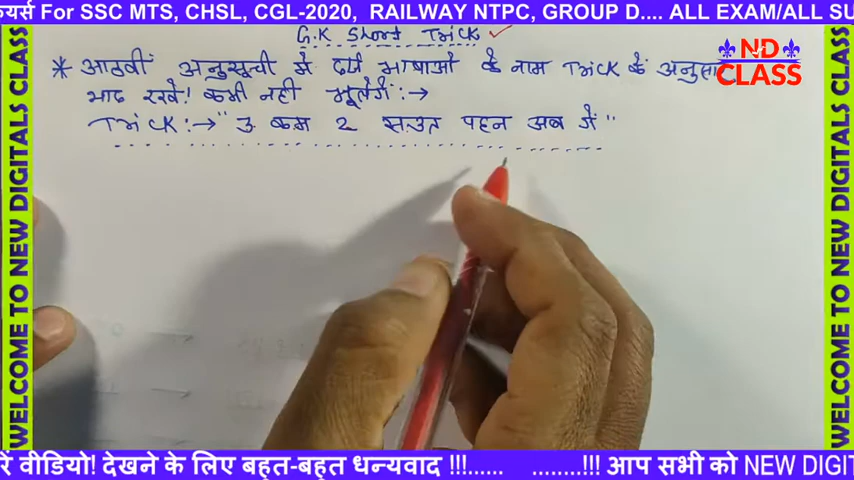 यर्स For SSC MTS, CHSL, CGL-2020, RAILWAY NTPC, GROUP D.... ALL EXAM/ALL SU
G.K Short Trick ✓
ND
CLASS
* आठवीं अनुसूची में दर्ज भाषाओं के नाम Trick के अनुसा
याद रखें! कभी नहीं भूलेगें :→
Trick :→ " 3 कम 2 सतउत पहन अब में "
WELCOME TO NEW DIGITALS CLASS
WELCOME TO NEW DIGITALS CLASS
रें वीडियो! देखने के लिए बहुत-बहुत धन्यवाद !!!...... ........!!! आप सभी को NEW DIGIT